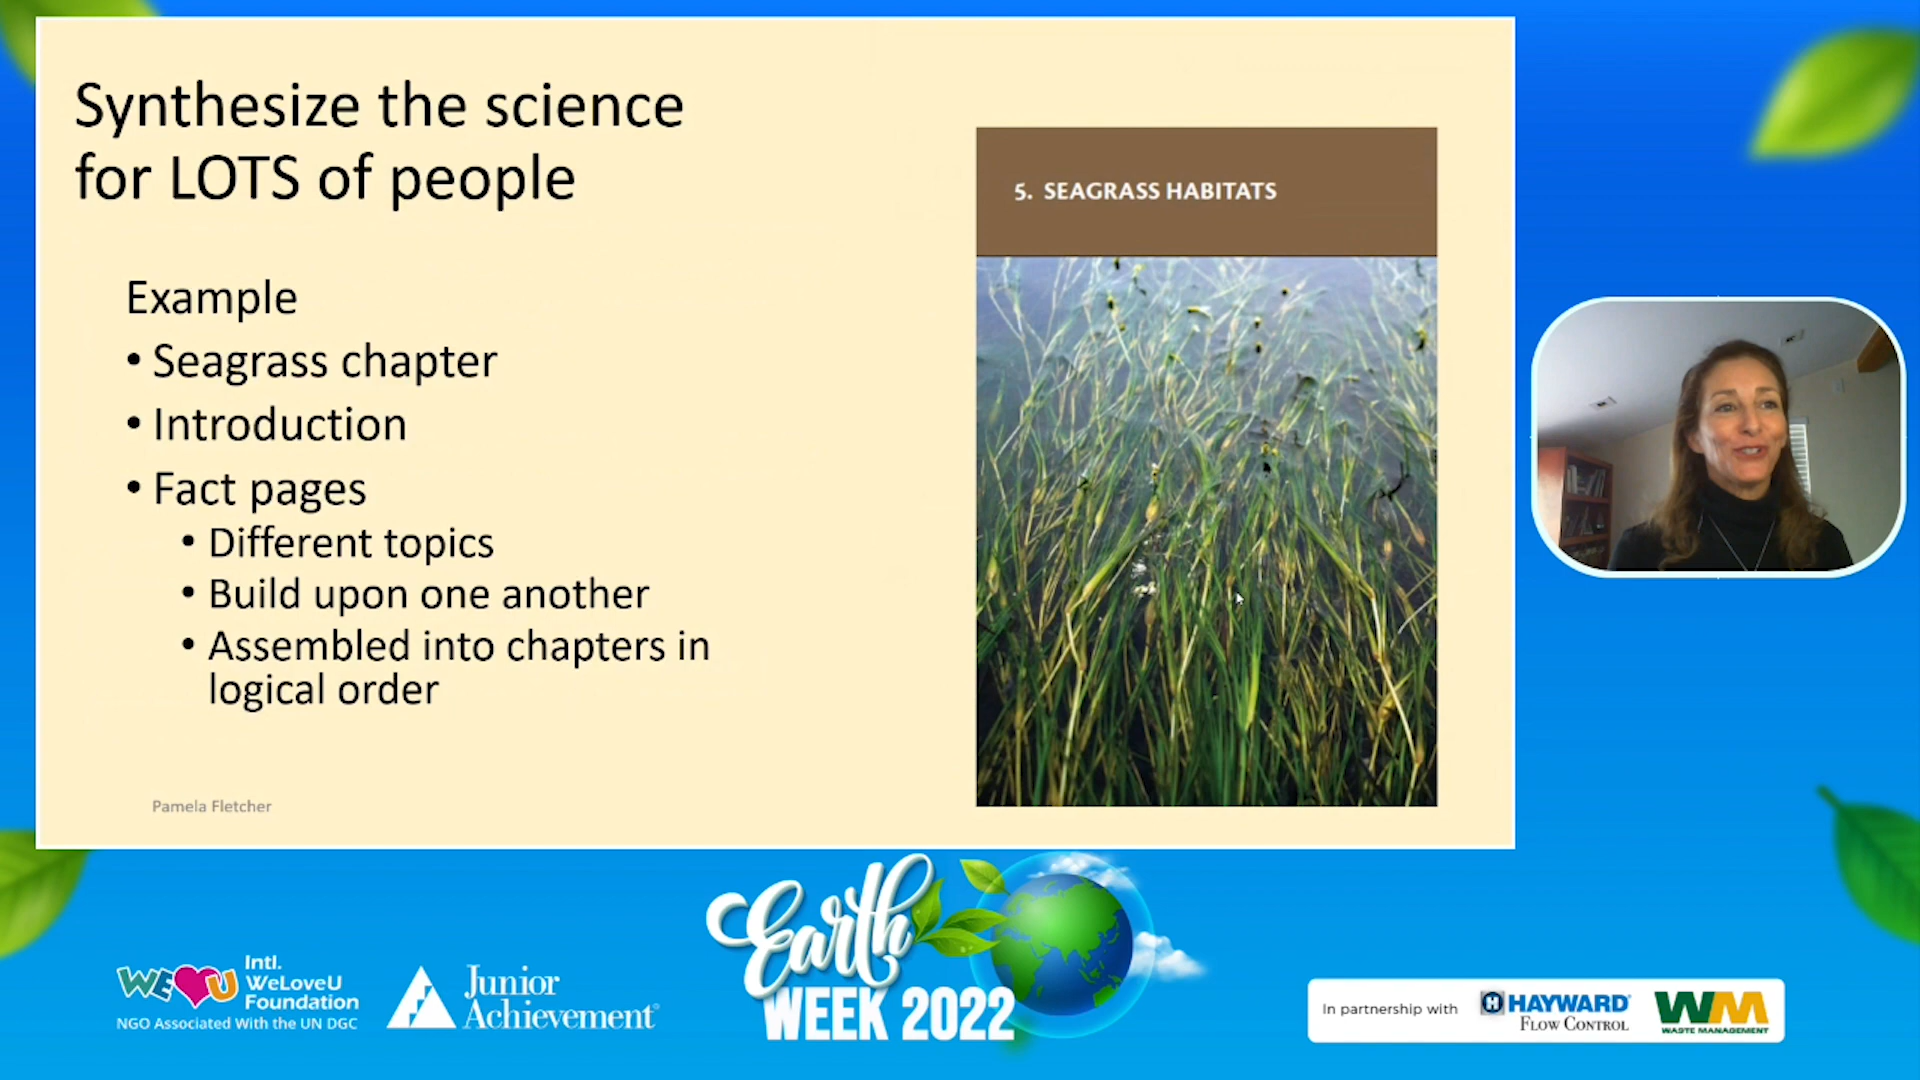 Synthesize the science
for LOTS of people
Example
• Seagrass chapter
• Introduction
• Fact pages
• Different topics
• Build upon one another
• Assembled into chapters in
logical order
Pamela Fletcher
5. SEAGRASS HABITATS
WE U
Intl.
WeLoveU
Foundation
NGO Associated With the UN DGC
Junior
Achievement®
Earth
WEEK 2022
In partnership with
H HAYWARD®
FLOW CONTROL
WM
WASTE MANAGEMENT